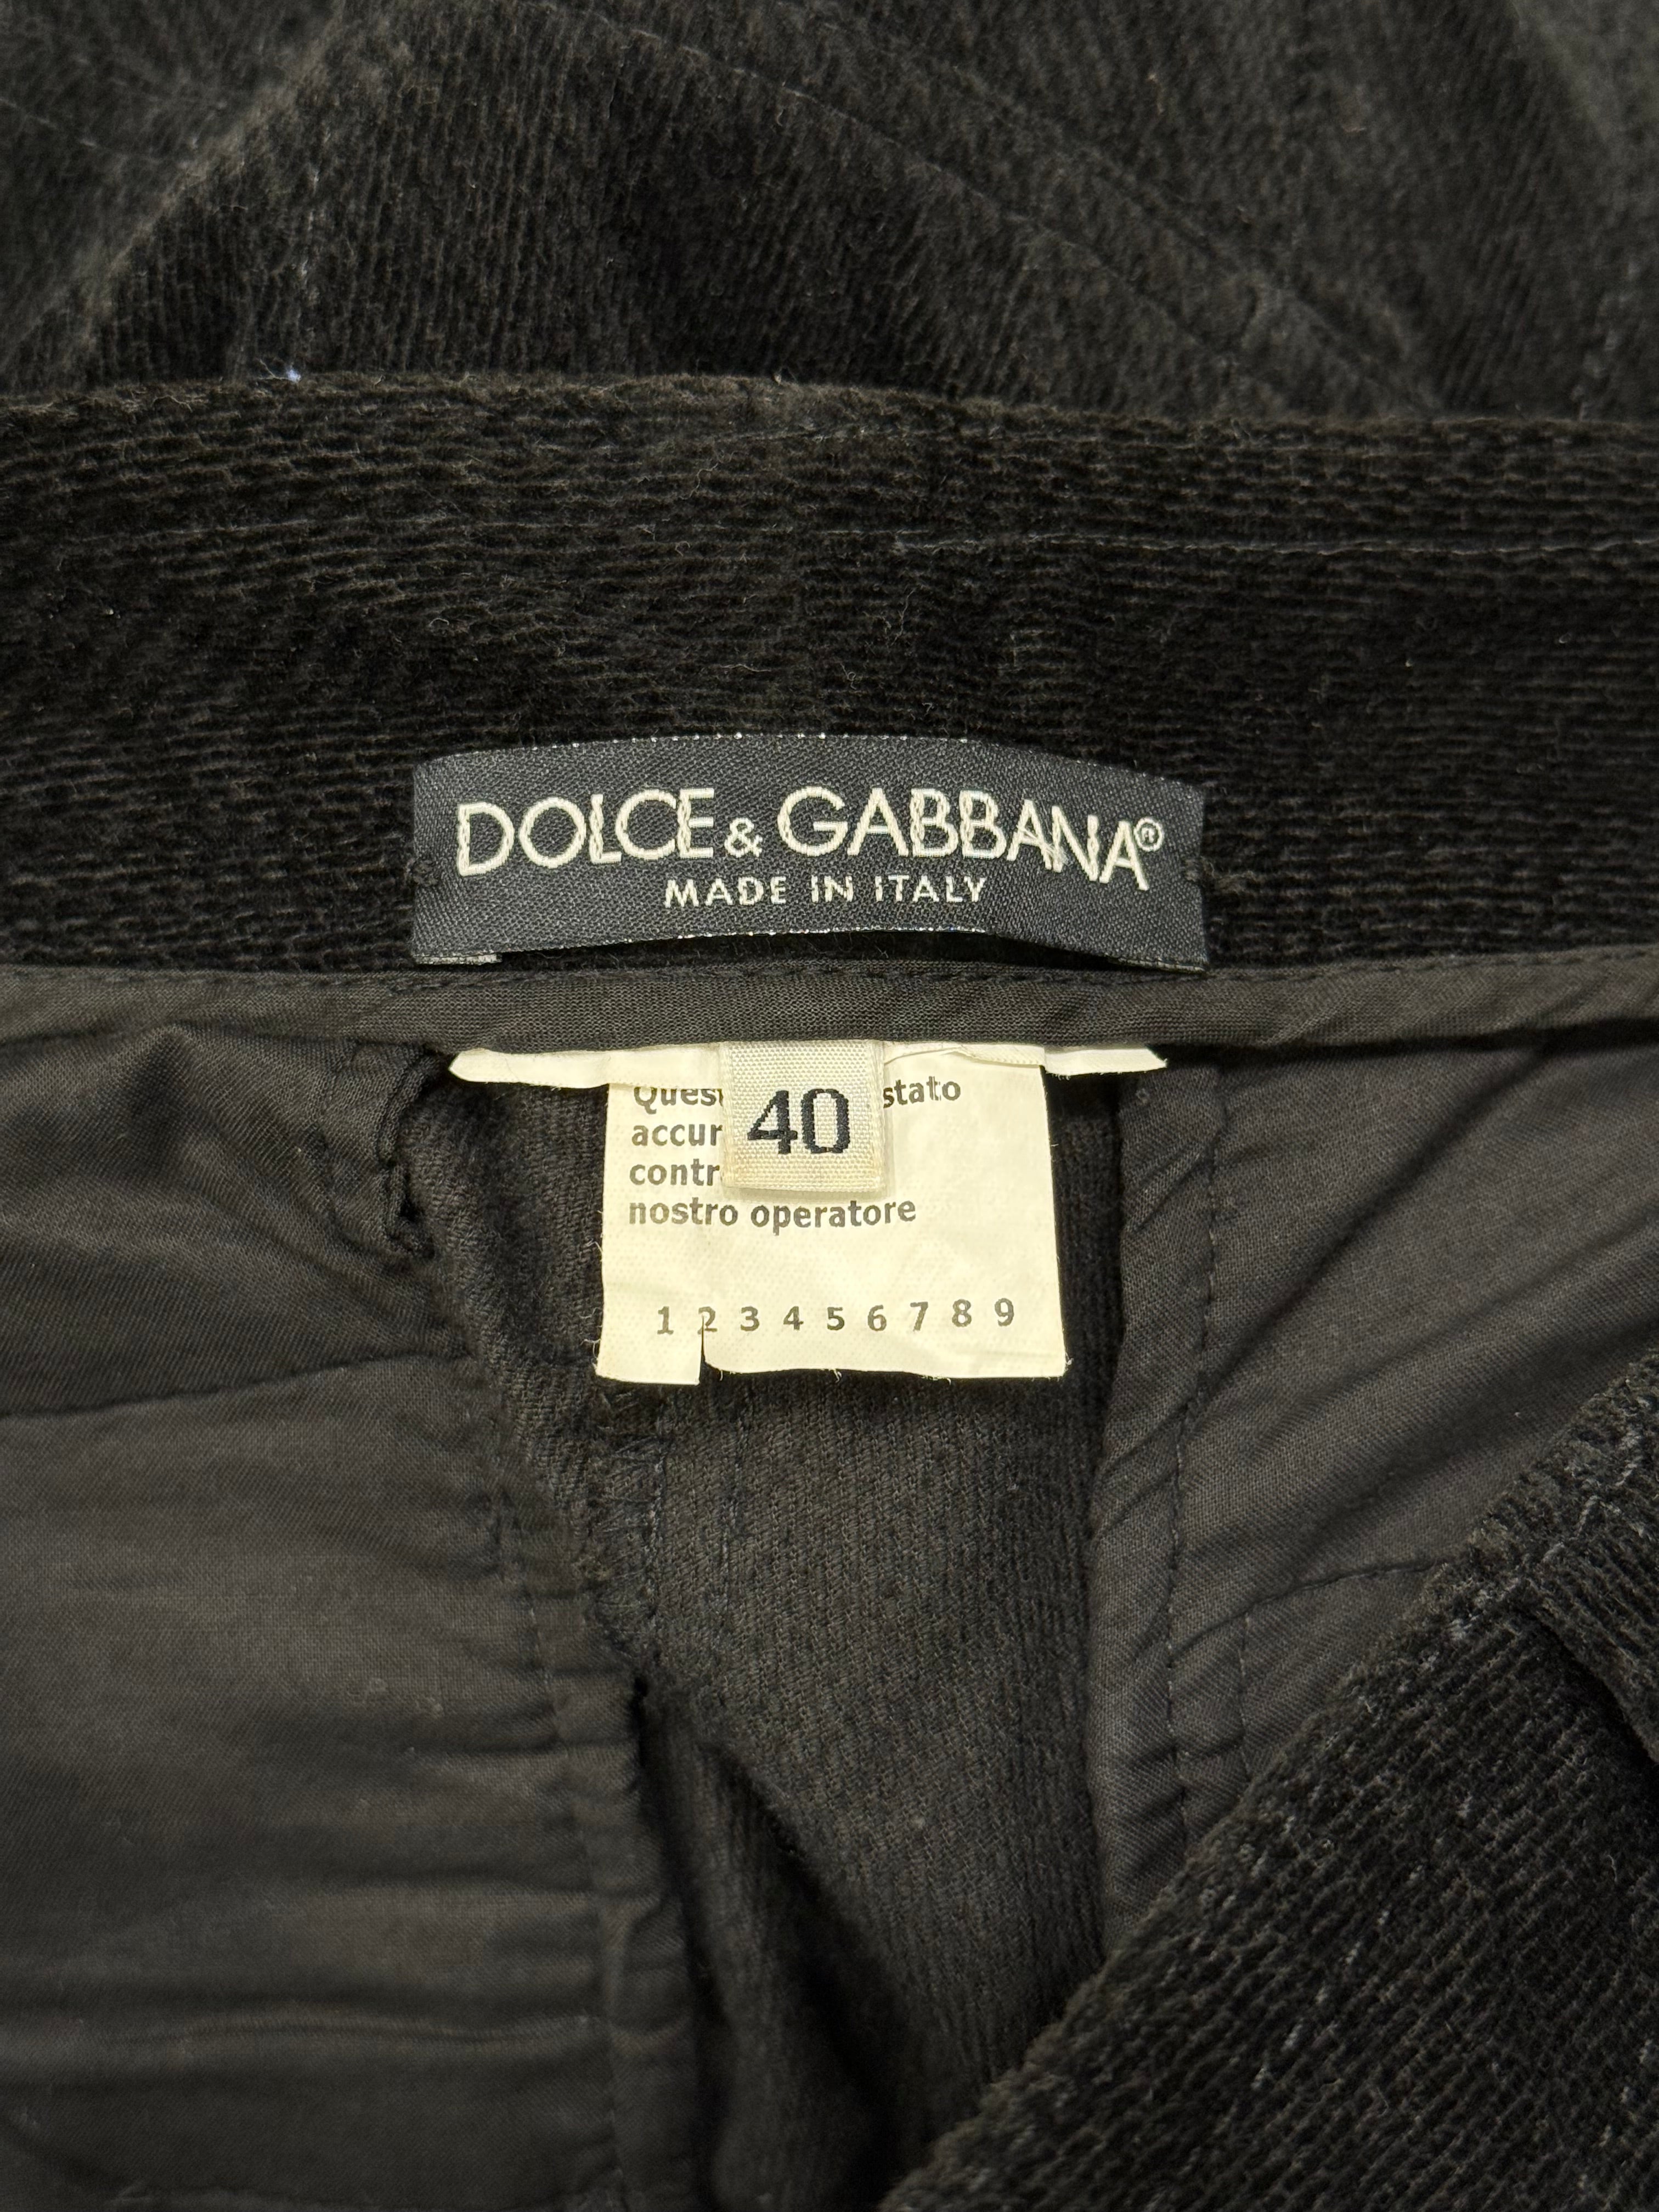 DOLCE & GABBANA®
MADE IN ITALY
40
stato
nostro operatore
1 2 3 4 5 6 7 8 9